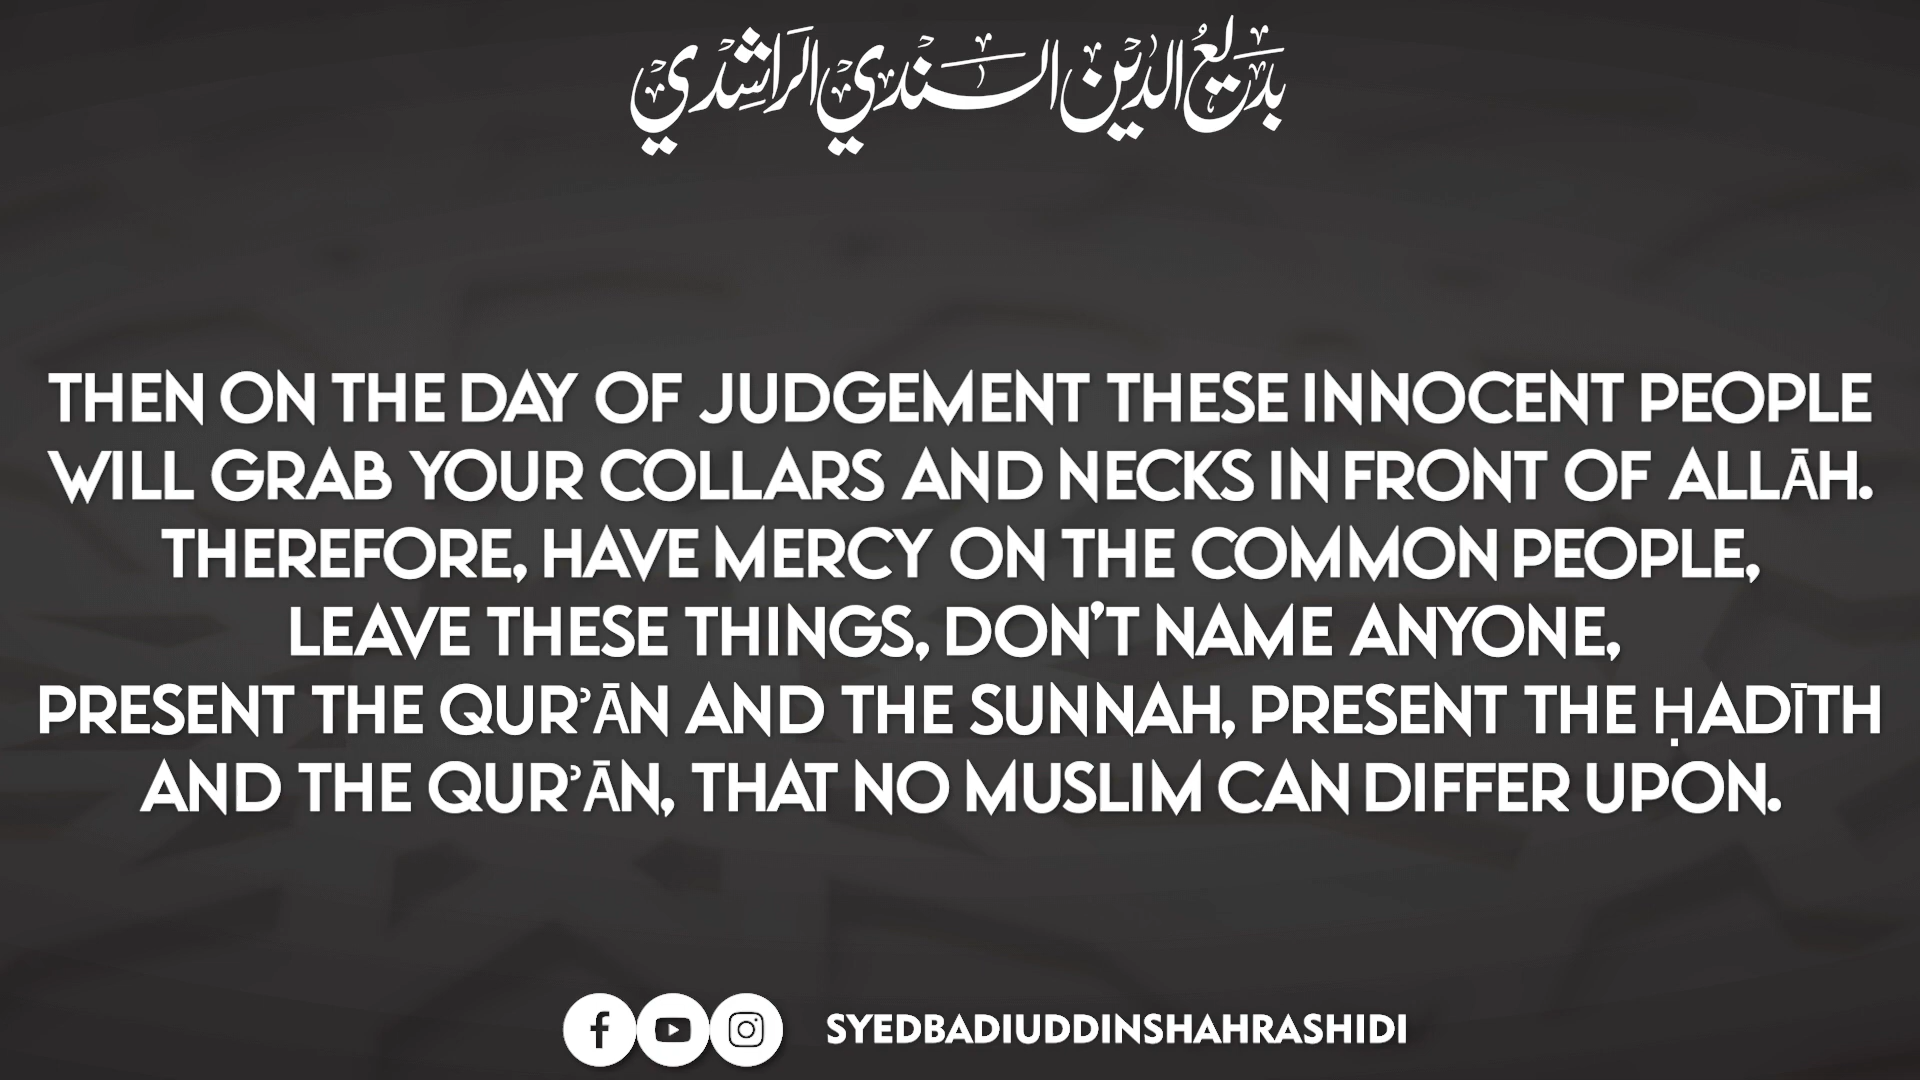 بديع الدين السندي الراشدي
THEN ON THE DAY OF JUDGEMENT THESE INNOCENT PEOPLE
WILL GRAB YOUR COLLARS AND NECKS IN FRONT OF ALLĀH.
THEREFORE, HAVE MERCY ON THE COMMON PEOPLE,
LEAVE THESE THINGS, DON’T NAME ANYONE,
PRESENT THE QURʾĀN AND THE SUNNAH, PRESENT THE ḤADĪTH
AND THE QURʾĀN, THAT NO MUSLIM CAN DIFFER UPON.
SYEDBADIUDDINSHAHRASHIDI